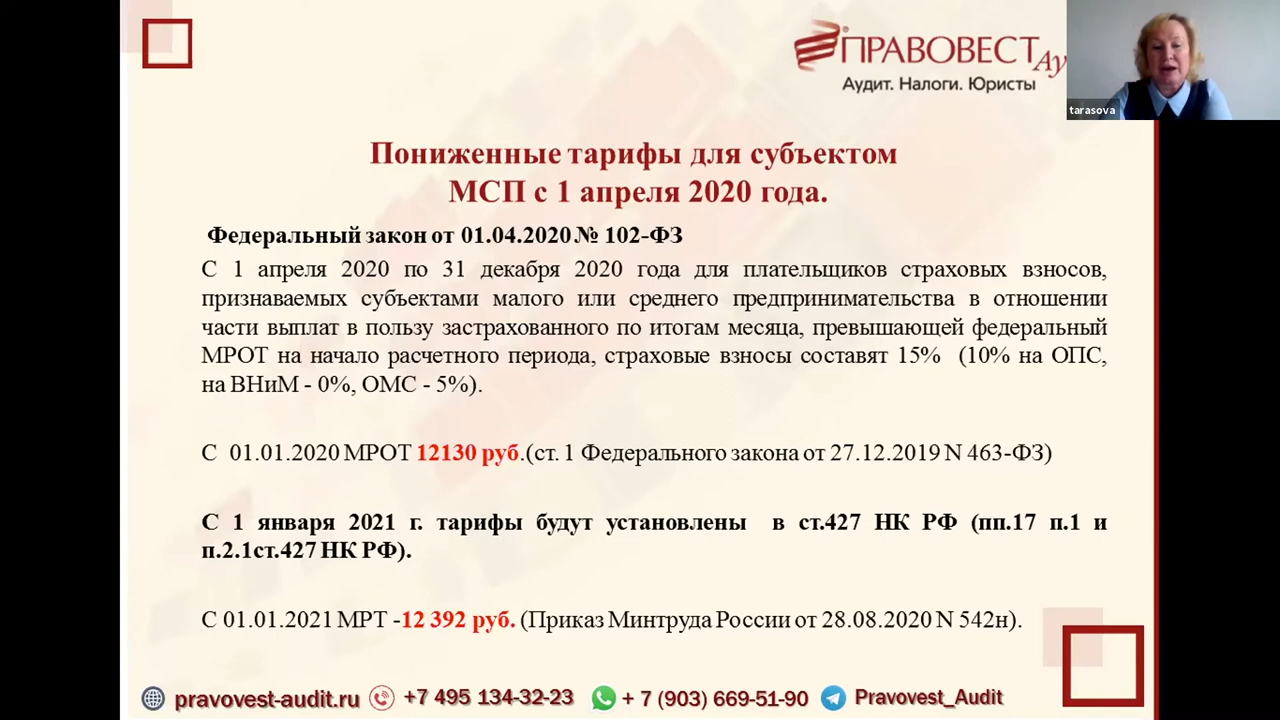 ПРАВОВЕСТ Ау
Аудит. Налоги. Юристы
tarasova
Пониженные тарифы для субъектом
МСП с 1 апреля 2020 года.
Федеральный закон от 01.04.2020 № 102-ФЗ
С 1 апреля 2020 по 31 декабря 2020 года для плательщиков страховых взносов,
признаваемых субъектами малого или среднего предпринимательства в отношении
части выплат в пользу застрахованного по итогам месяца, превышающей федеральный
МРОТ на начало расчетного периода, страховые взносы составят 15% (10% на ОПС,
на ВНиМ - 0%, ОМС - 5%).
С 01.01.2020 МРОТ 12130 руб.(ст. 1 Федерального закона от 27.12.2019 N 463-ФЗ)
С 1 января 2021 г. тарифы будут установлены в ст.427 НК РФ (пп.17 п.1 и
п.2.1ст.427 НК РФ).
С 01.01.2021 МРТ -12 392 руб. (Приказ Минтруда России от 28.08.2020 N 542н).
pravovest-audit.ru +7 495 134-32-23 + 7 (903) 669-51-90 Pravovest_Audit